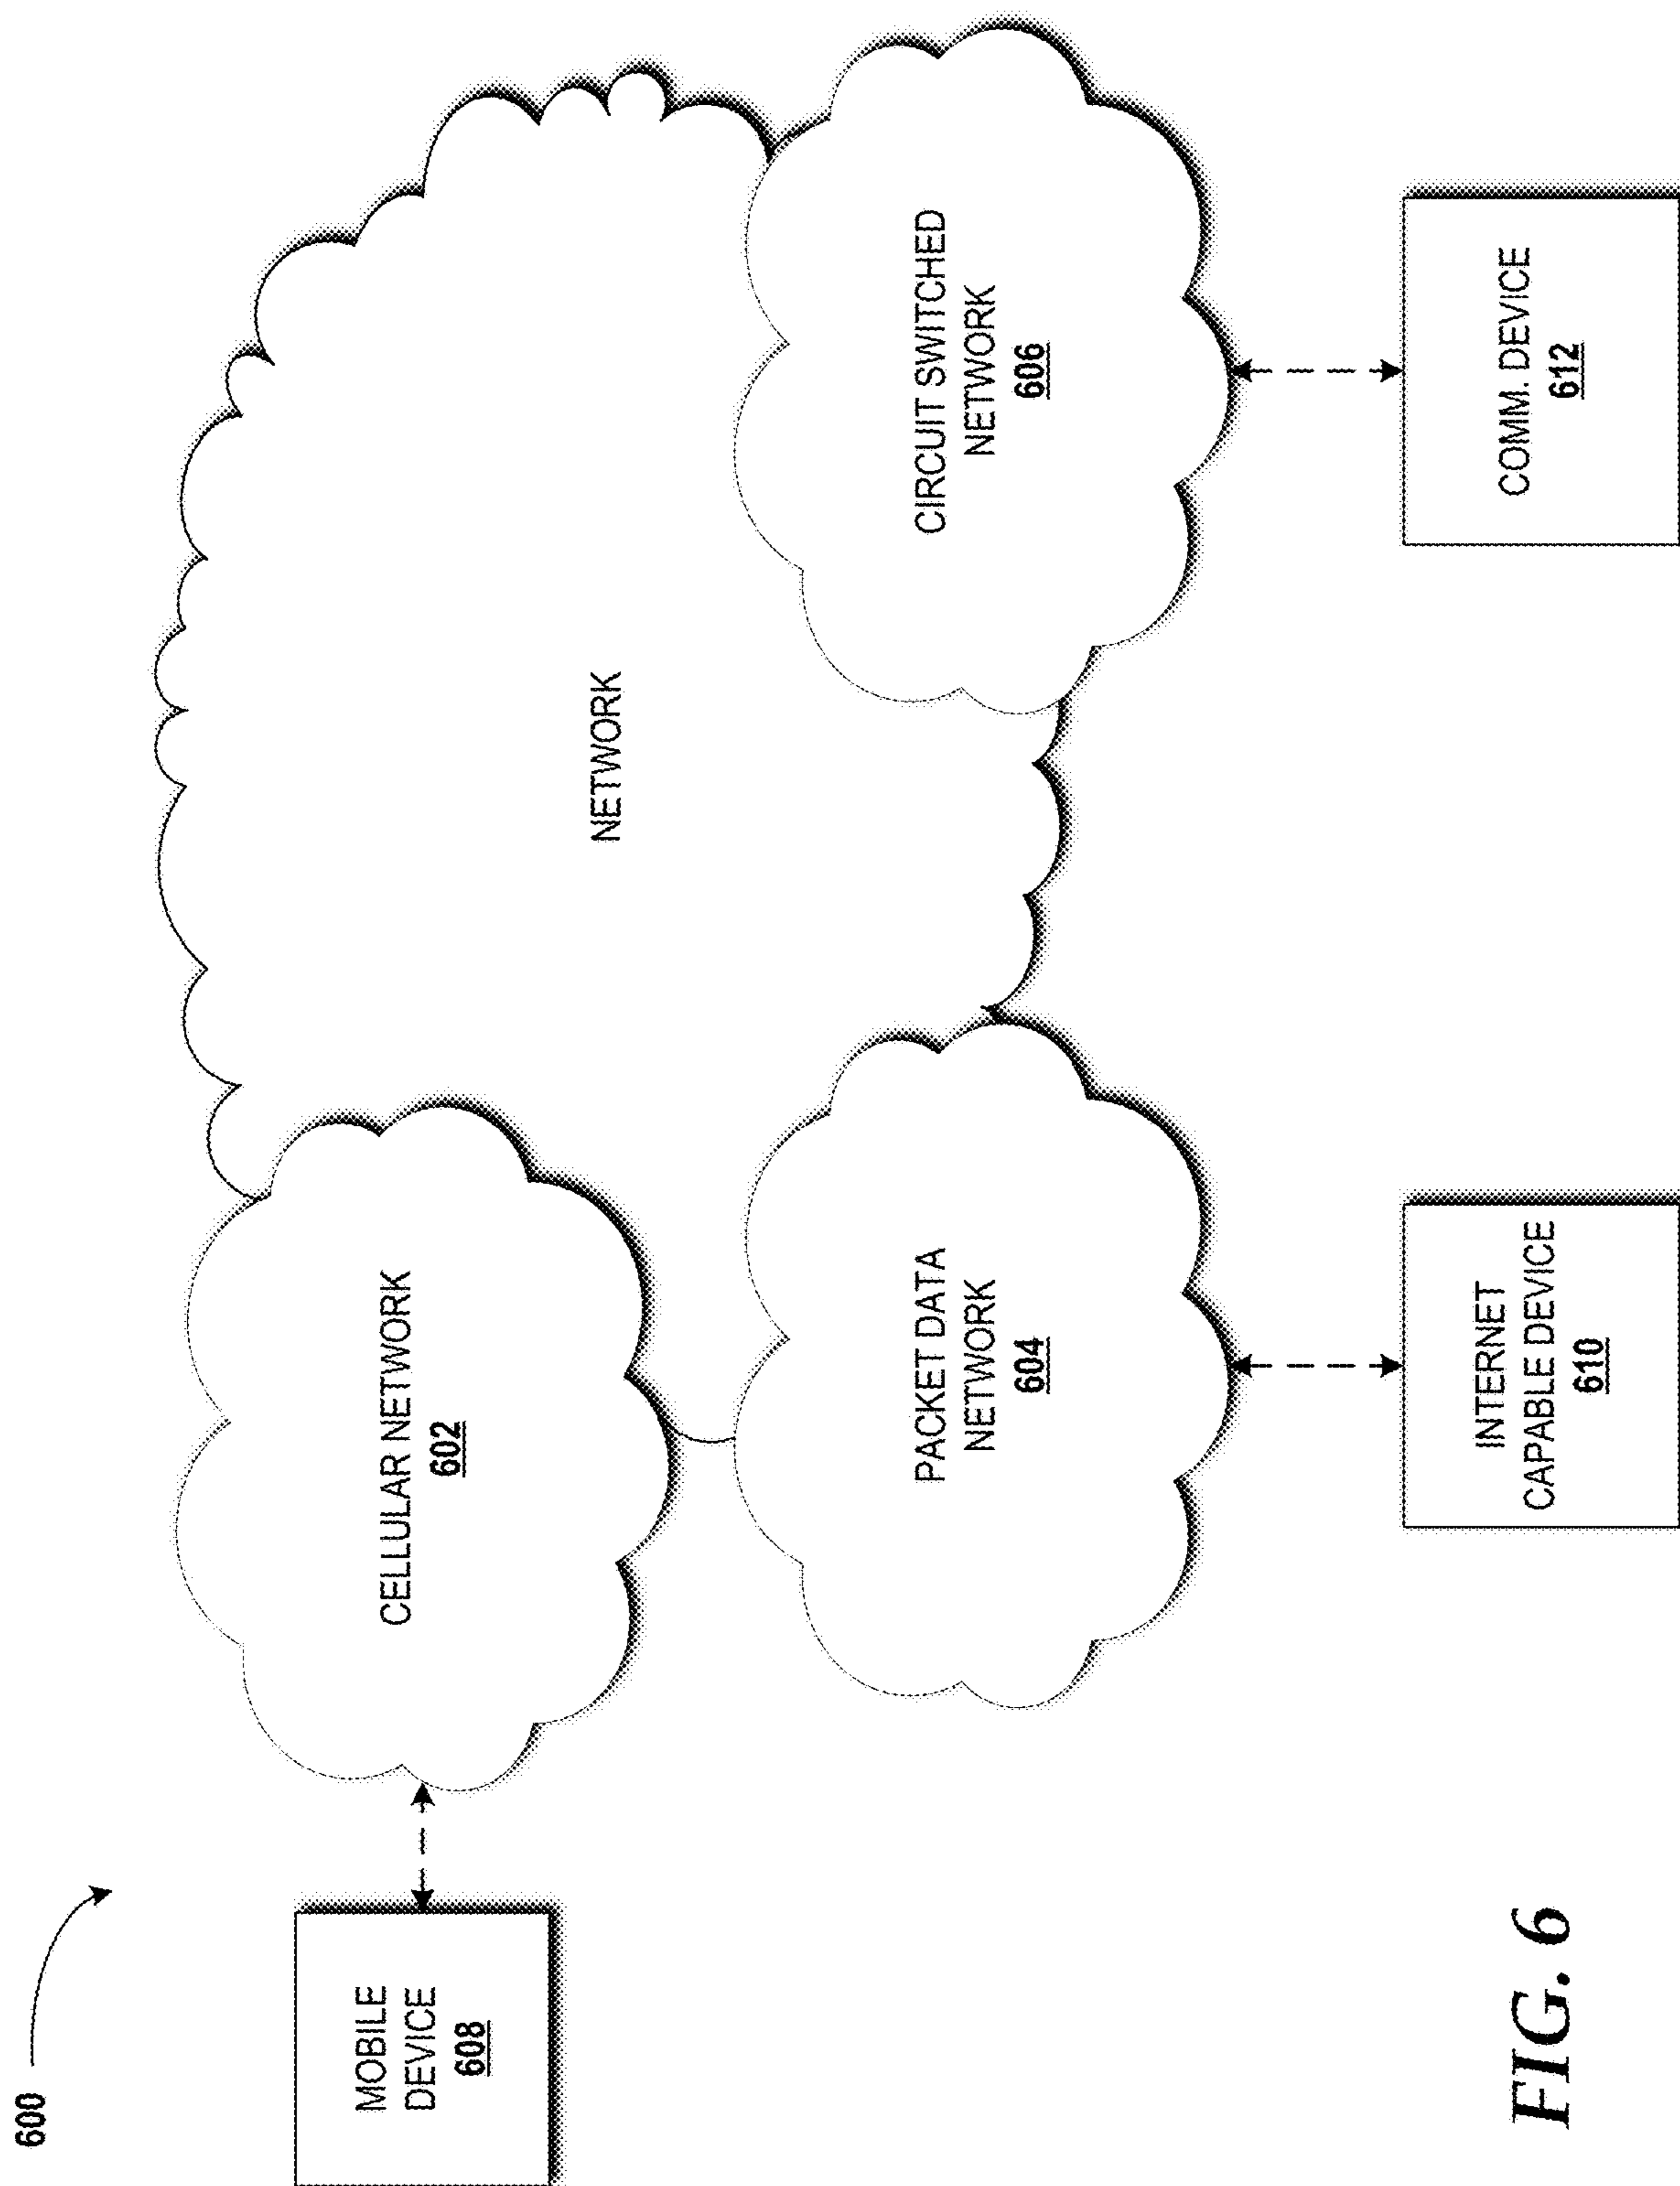 600
MOBILE
DEVICE
608
CELLULAR NETWORK
602
NETWORK
PACKET DATA
NETWORK
604
CIRCUIT SWITCHED
NETWORK
606
INTERNET
CAPABLE DEVICE
610
COMM. DEVICE
612
FIG. 6